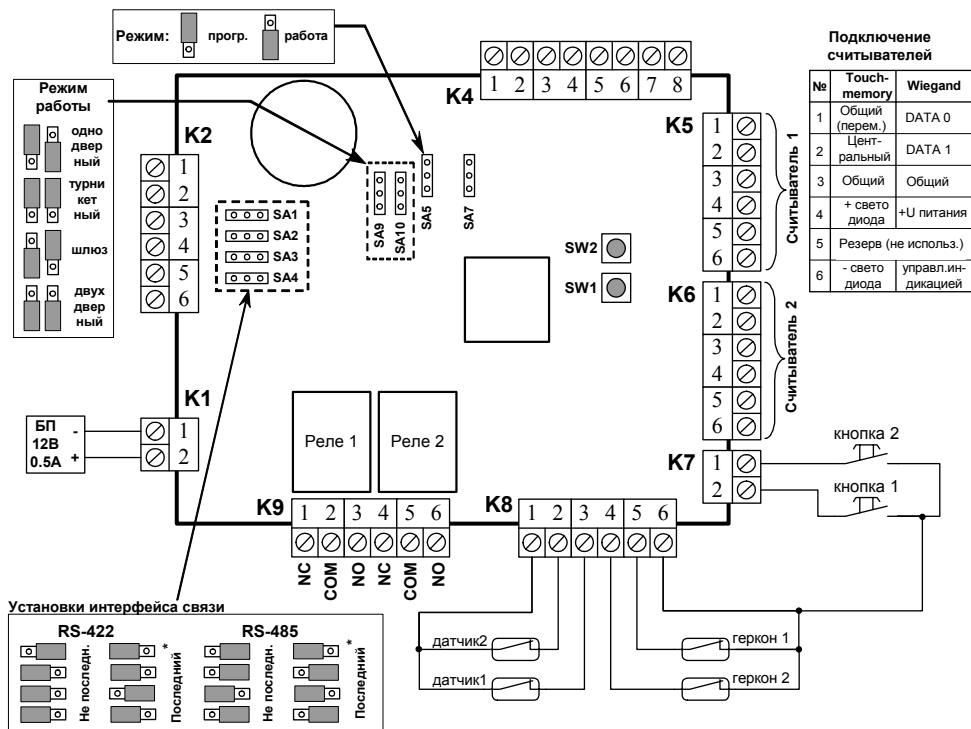 Режим: прогр. работа
Режим
работы
одно
двер
ный
турни
кет
ный
шлюз
двух
двер
ный
K4
1 2 3 4 5 6 7 8
Подключение
считывателей
№ Touch-memory Wiegand
1 Общий (перем.) DATA 0
2 Цент-ральный DATA 1
3 Общий Общий
4 + свето диода +U питания
5 Резерв (не использ.)
6 - свето диода управл.ин-дикацией
K2
1
2
3
4
5
6
SA1
SA2
SA3
SA4
SA9
SA10
SA5
SA7
SW2
SW1
K5
1
2
3
4
5
6
Считыватель 1
K6
1
2
3
4
5
6
Считыватель 2
K1
1
2
БП
12В
0.5А
-
+
Реле 1
Реле 2
K7
1
2
кнопка 2
кнопка 1
K9
1 2 3 4 5 6
NC COM NO NC COM NO
K8
1 2 3 4 5 6
датчик2
датчик1
геркон 1
геркон 2
Установки интерфейса связи
RS-422
Не последн.
Последний *
RS-485
Не последн.
Последний *